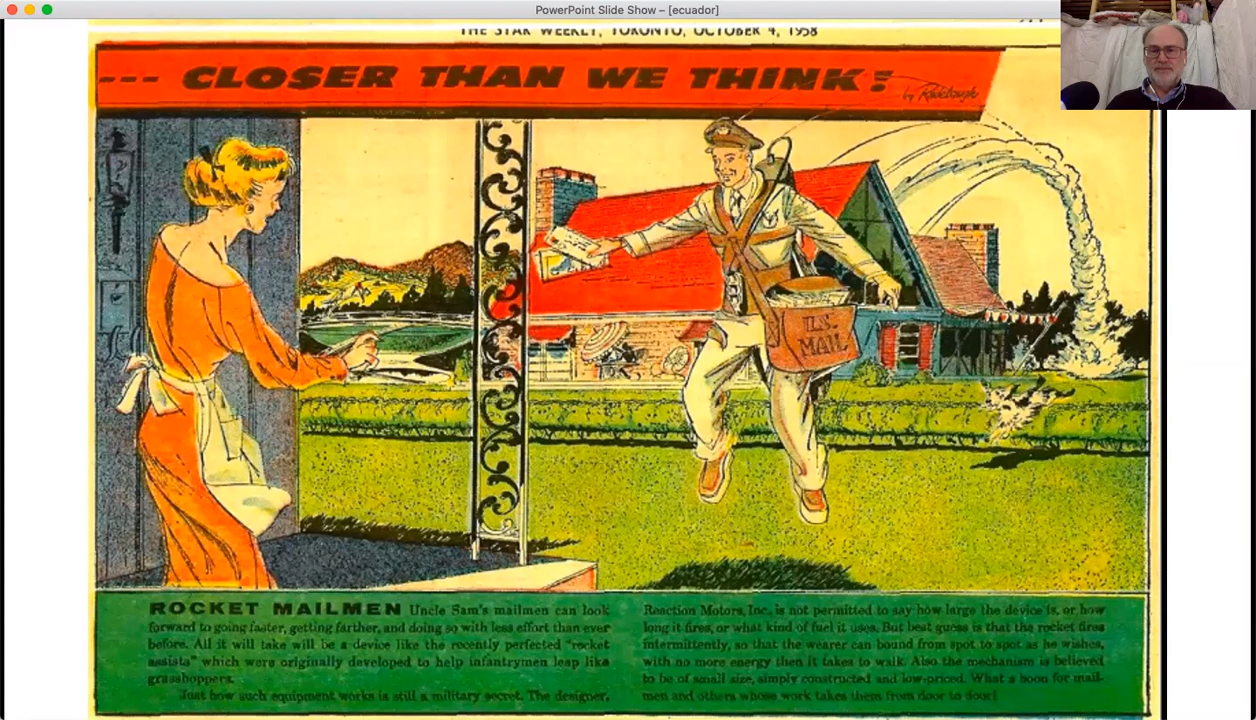 PowerPoint Slide Show – [ecuador]
THE STAR WEEKLY, TORONTO, OCTOBER 4, 1958
--- CLOSER THAN WE THINK!
by Radebaugh
U.S.
MAIL
ROCKET MAILMEN Uncle Sam's mailmen can look
forward to going faster, getting farther, and doing so with less effort than ever
before. All it will take will be a device like the recently perfected "rocket
assists" which were originally developed to help infantrymen leap like
grasshoppers.
Just how such equipment works is still a military secret. The designer,
Reaction Motors, Inc., is not permitted to say how large the device is, or how
long it fires, or what kind of fuel it uses. But best guess is that the rocket fires
intermittently, so that the wearer can bound from spot to spot as he wishes,
with no more energy then it takes to walk. Also the mechanism is believed
to be of small size, simply constructed and low-priced. What a boon for mail-
men and others whose work takes them from door to door!